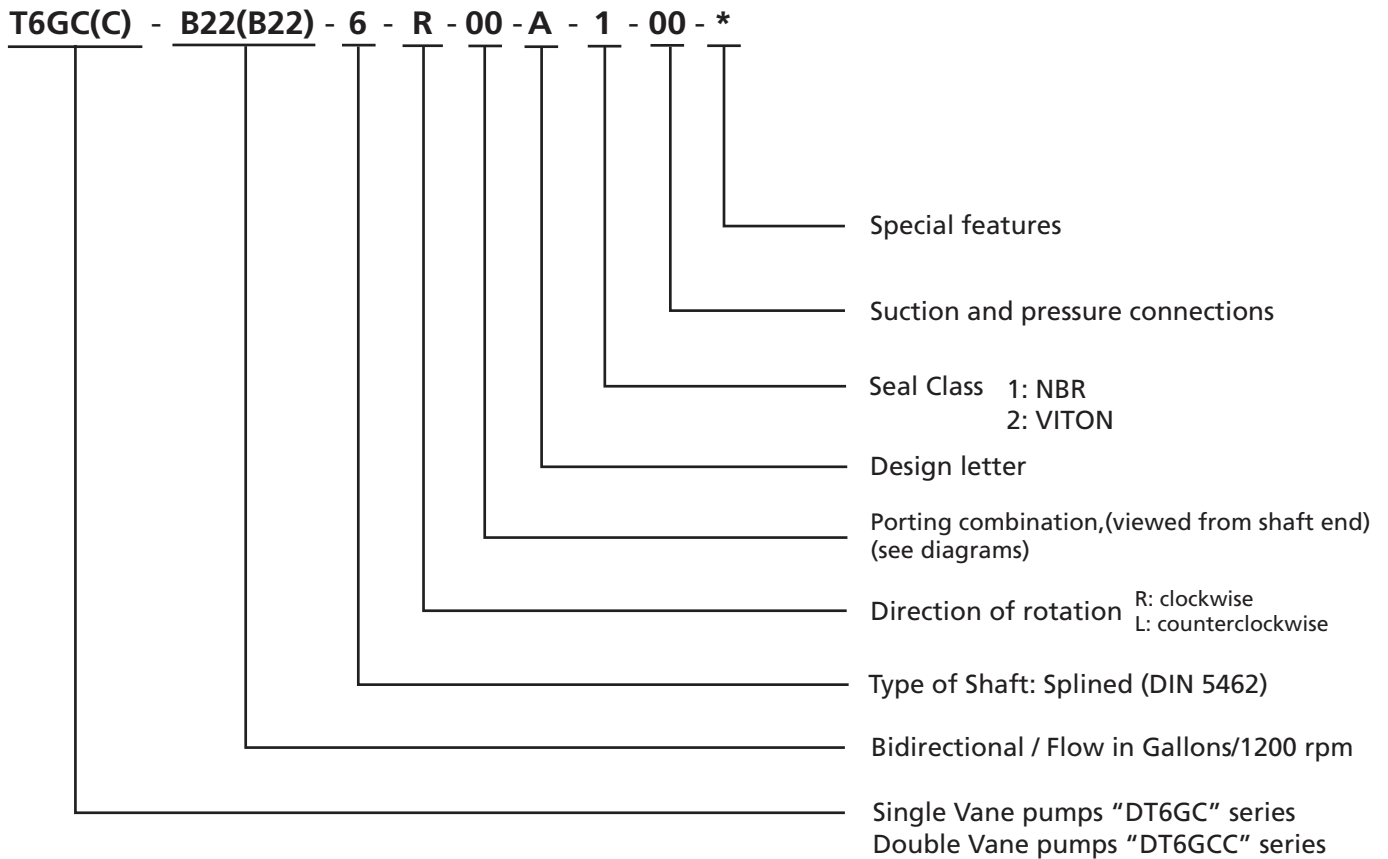 T6GC(C) - B22(B22) - 6 - R - 00 - A - 1 - 00 - *
Special features
Suction and pressure connections
Seal Class 1: NBR
2: VITON
Design letter
Porting combination,(viewed from shaft end)
(see diagrams)
Direction of rotation R: clockwise
L: counterclockwise
Type of Shaft: Splined (DIN 5462)
Bidirectional / Flow in Gallons/1200 rpm
Single Vane pumps “DT6GC” series
Double Vane pumps “DT6GCC” series